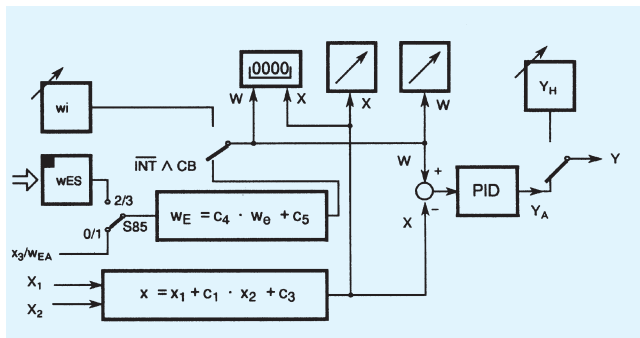 0000
wi
W
X
X
W
Y_H
INT ∧ CB
W
+
Y
wES
2/3
PID
Y_A
w_E = c_4 · w_e + c_5
S85
X
−
0/1
x_3/w_EA
X_1
x = x_1 + c_1 · x_2 + c_3
X_2